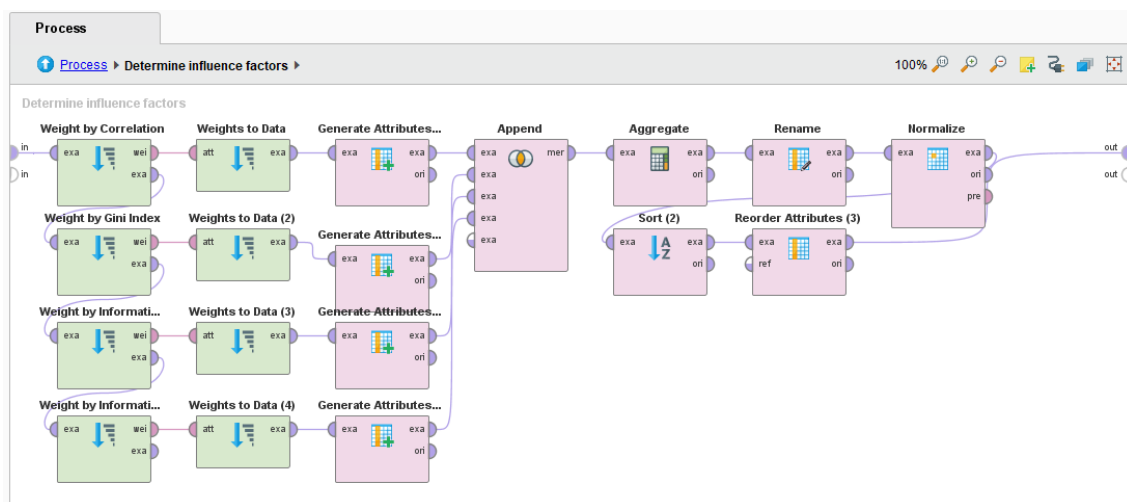 Process
Process Determine influence factors
100%
Determine influence factors
Weight by Correlation Weights to Data Generate Attributes... Append Aggregate Rename Normalize
in exa wei att exa exa exa exa mer exa exa exa exa exa exa out
in exa ori exa ori ori ori out
exa pre
Weight by Gini Index Weights to Data (2) Generate Attributes... exa Sort (2) Reorder Attributes (3)
exa wei att exa exa exa exa exa exa exa exa
exa ori ori ref ori
Weight by Informati... Weights to Data (3) Generate Attributes...
exa wei att exa exa exa
exa ori
Weight by Informati... Weights to Data (4) Generate Attributes...
exa wei att exa exa exa
exa ori